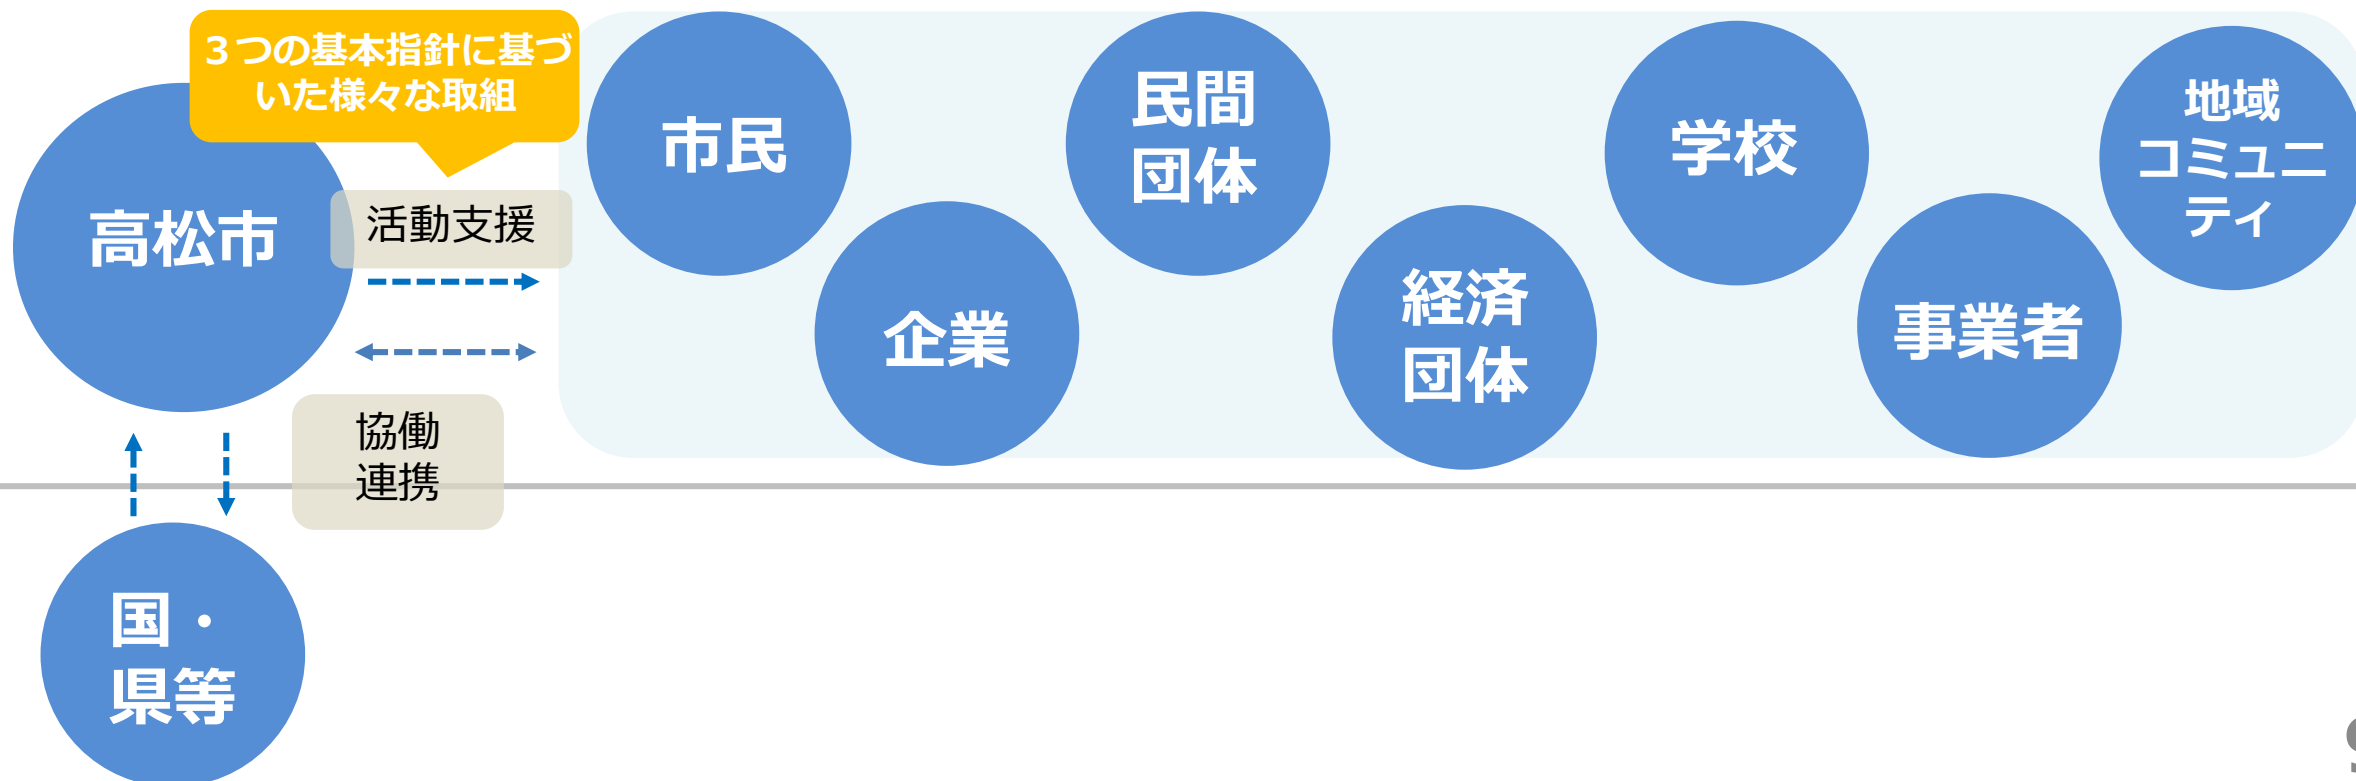 ３つの基本指針に基づ
いた様々な取組
高松市
活動支援
協働
連携
国・
県等
市民
企業
民間
団体
経済
団体
学校
事業者
地域
コミュニ
ティ